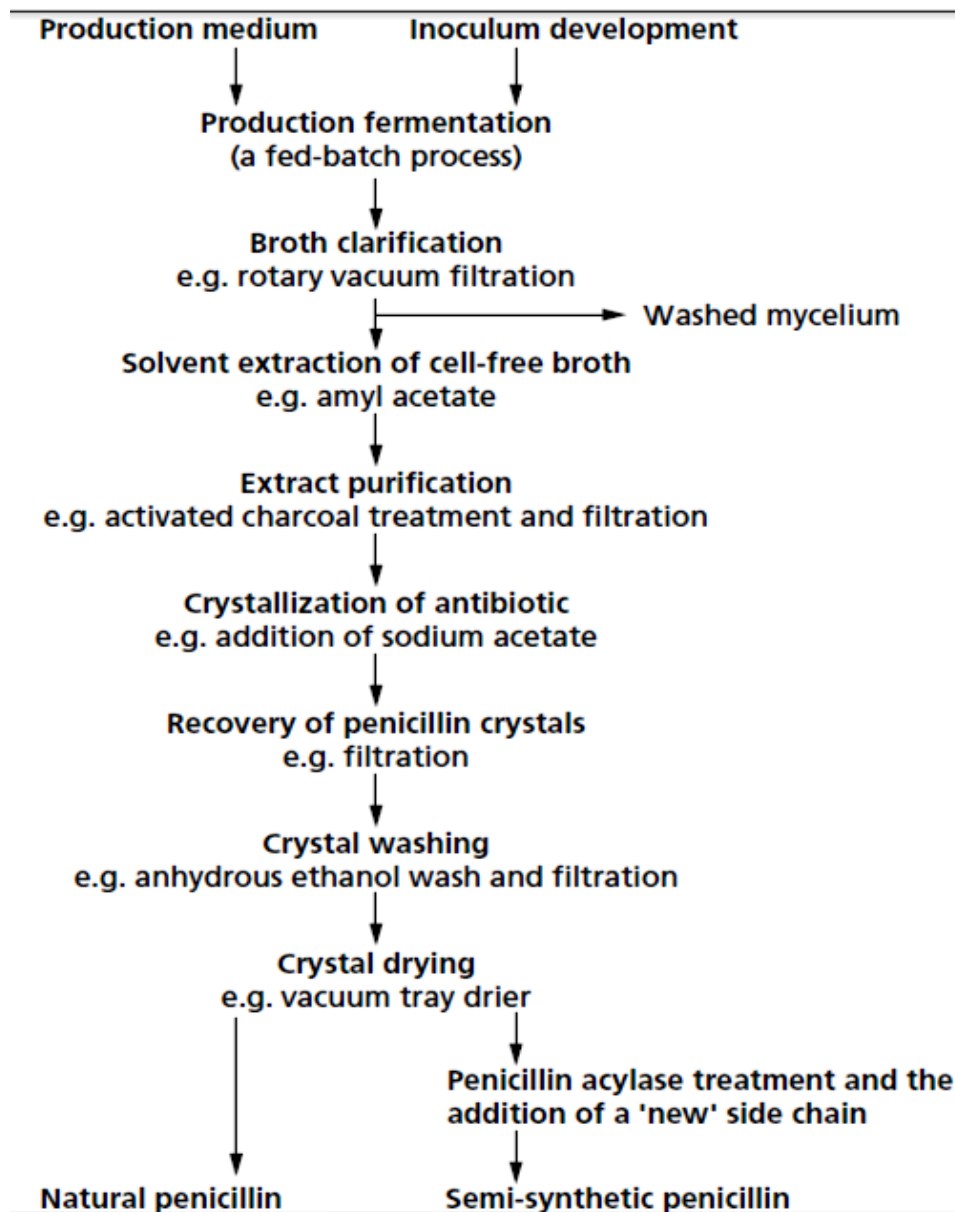 Production medium
Inoculum development
Production fermentation
(a fed-batch process)
Broth clarification
e.g. rotary vacuum filtration
Washed mycelium
Solvent extraction of cell-free broth
e.g. amyl acetate
Extract purification
e.g. activated charcoal treatment and filtration
Crystallization of antibiotic
e.g. addition of sodium acetate
Recovery of penicillin crystals
e.g. filtration
Crystal washing
e.g. anhydrous ethanol wash and filtration
Crystal drying
e.g. vacuum tray drier
Penicillin acylase treatment and the
addition of a 'new' side chain
Natural penicillin
Semi-synthetic penicillin